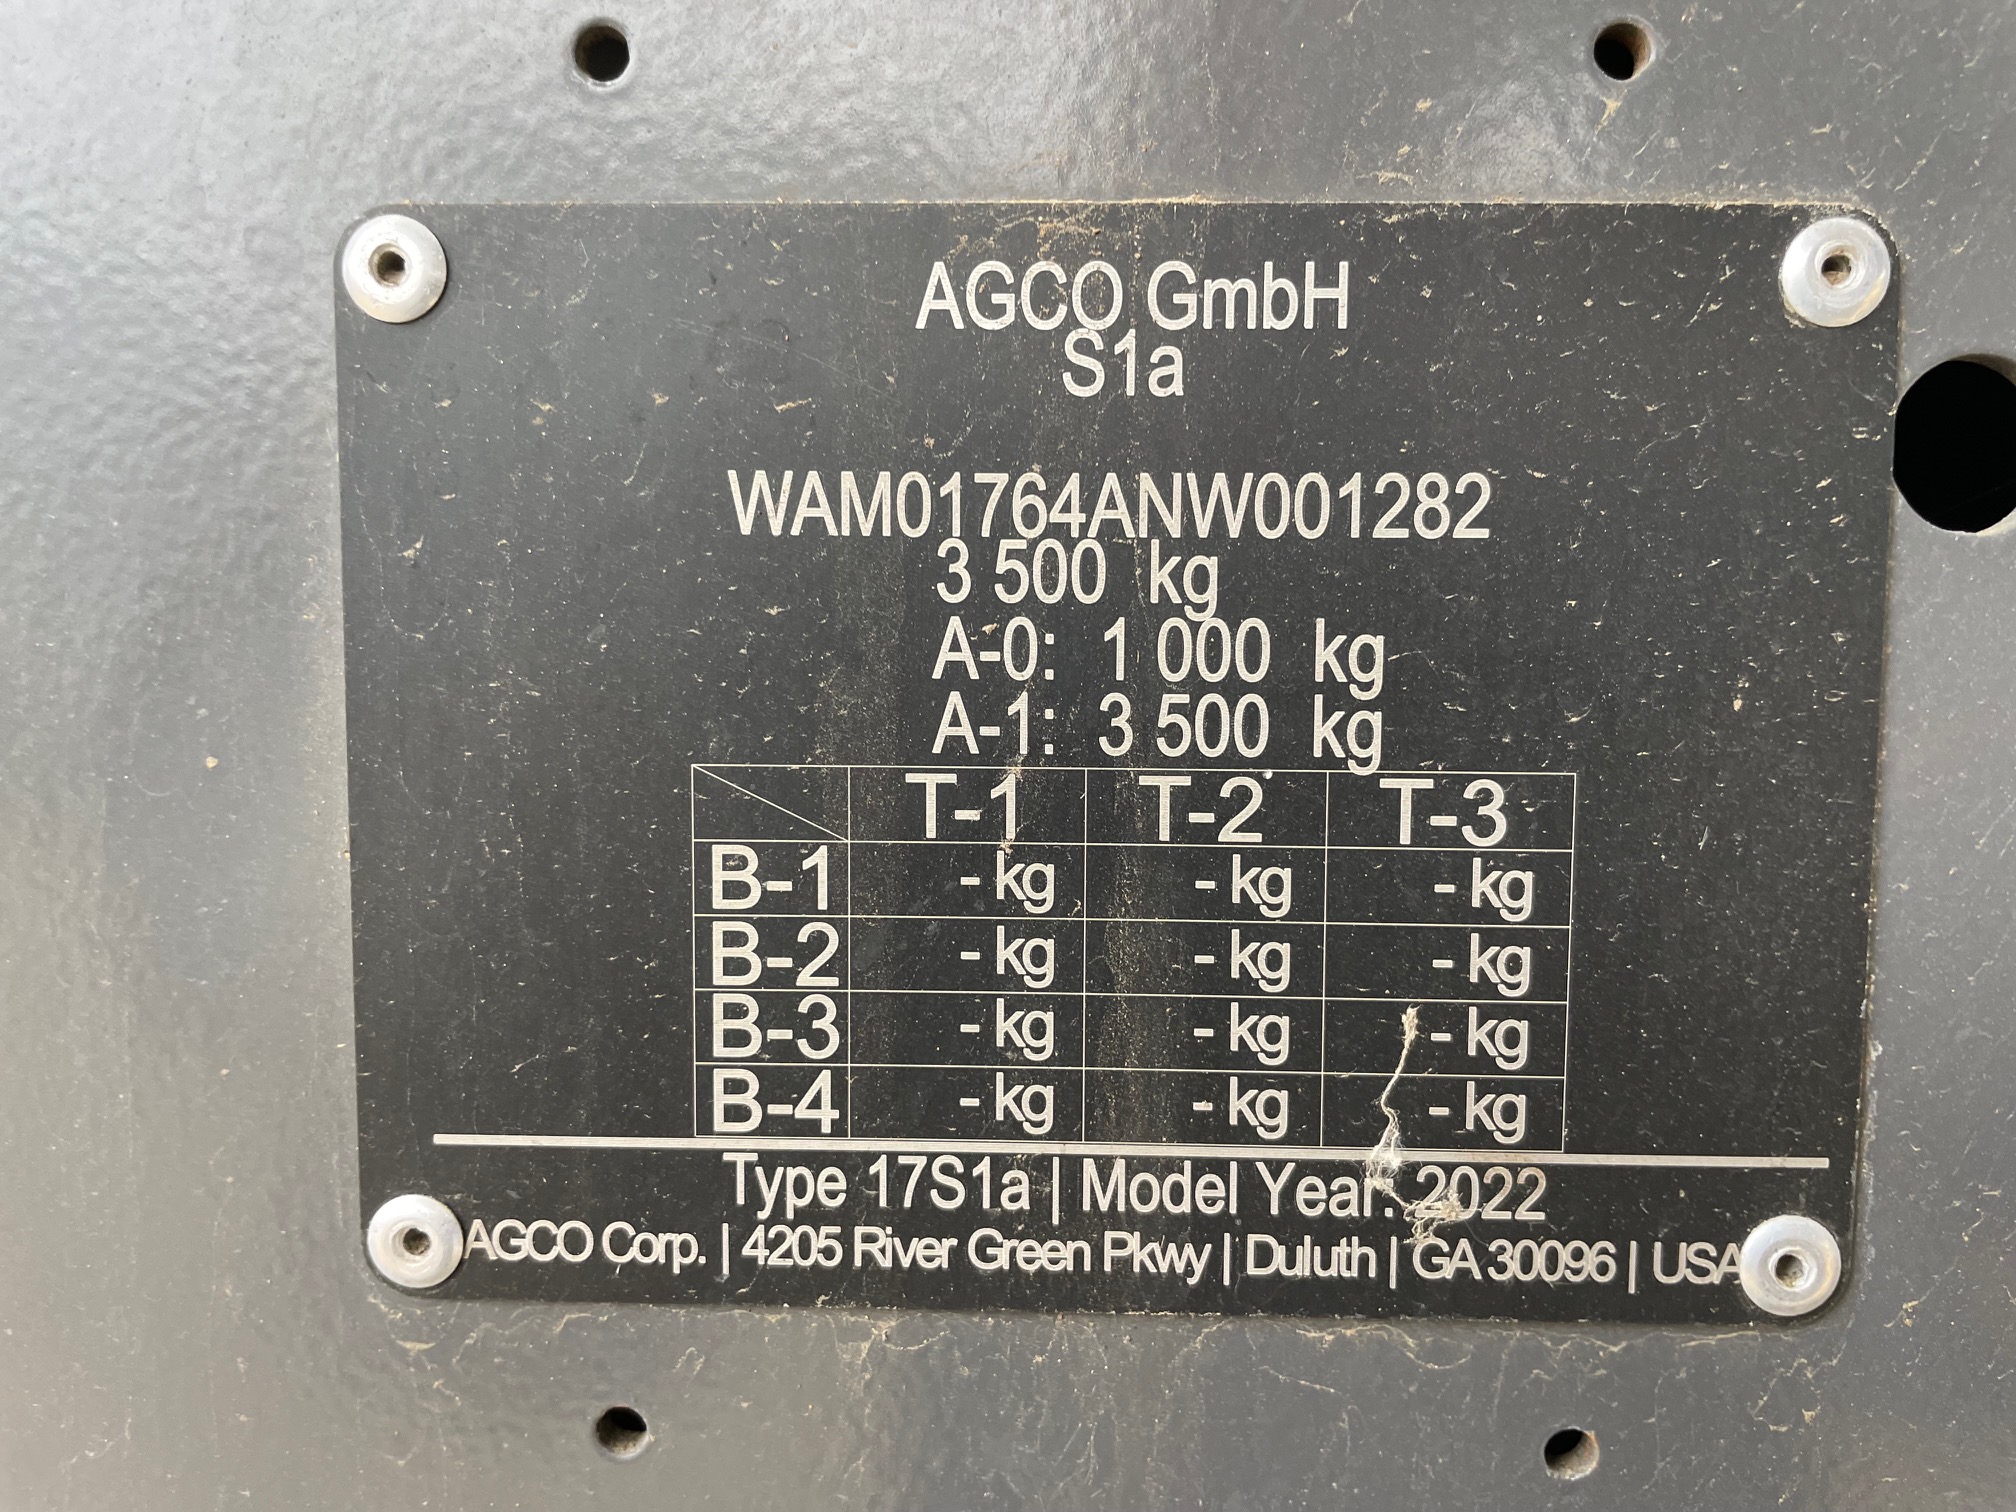 AGCO GmbH
S1a
WAM01764ANW001282
3 500 kg
A-0: 1 000 kg
A-1: 3 500 kg
T-1 T-2 T-3
B-1 - kg - kg - kg
B-2 - kg - kg - kg
B-3 - kg - kg - kg
B-4 - kg - kg - kg
Type 17S1a | Model Year: 2022
AGCO Corp. | 4205 River Green Pkwy | Duluth | GA 30096 | USA